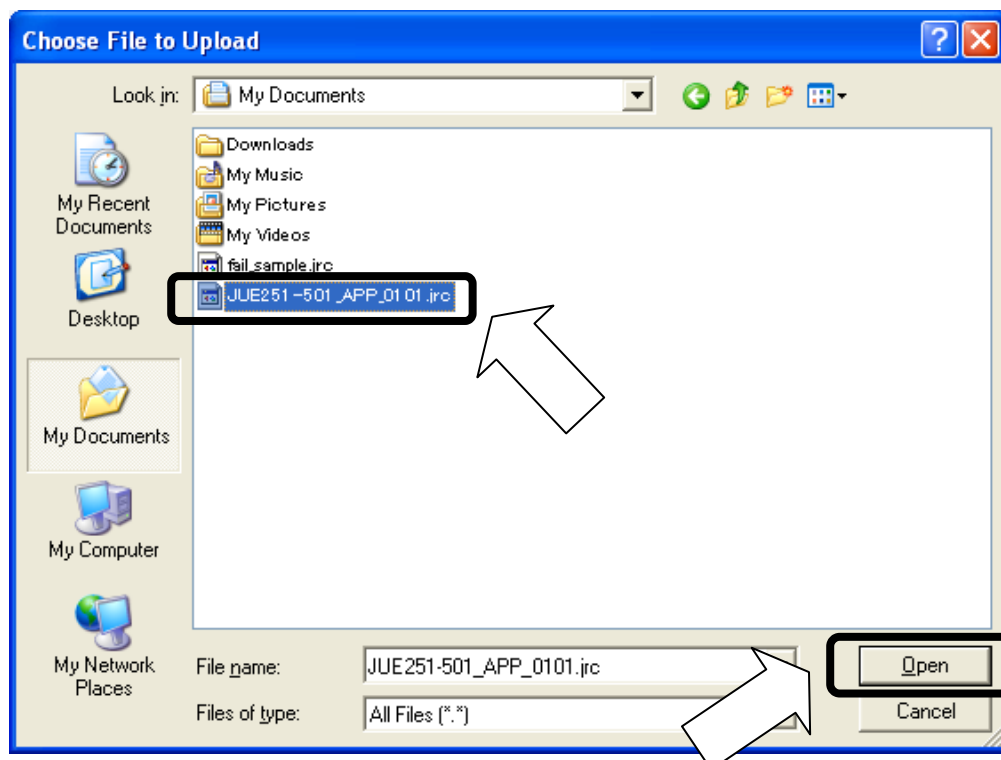 Choose File to Upload
Look in:
My Documents
Downloads
My Music
My Pictures
My Videos
fail_sample.jrc
JUE251-501_APP_0101.jrc
My Recent
Documents
Desktop
My Documents
My Computer
My Network
Places
File name:
JUE251-501_APP_0101.jrc
Open
Files of type:
All Files (*.*)
Cancel